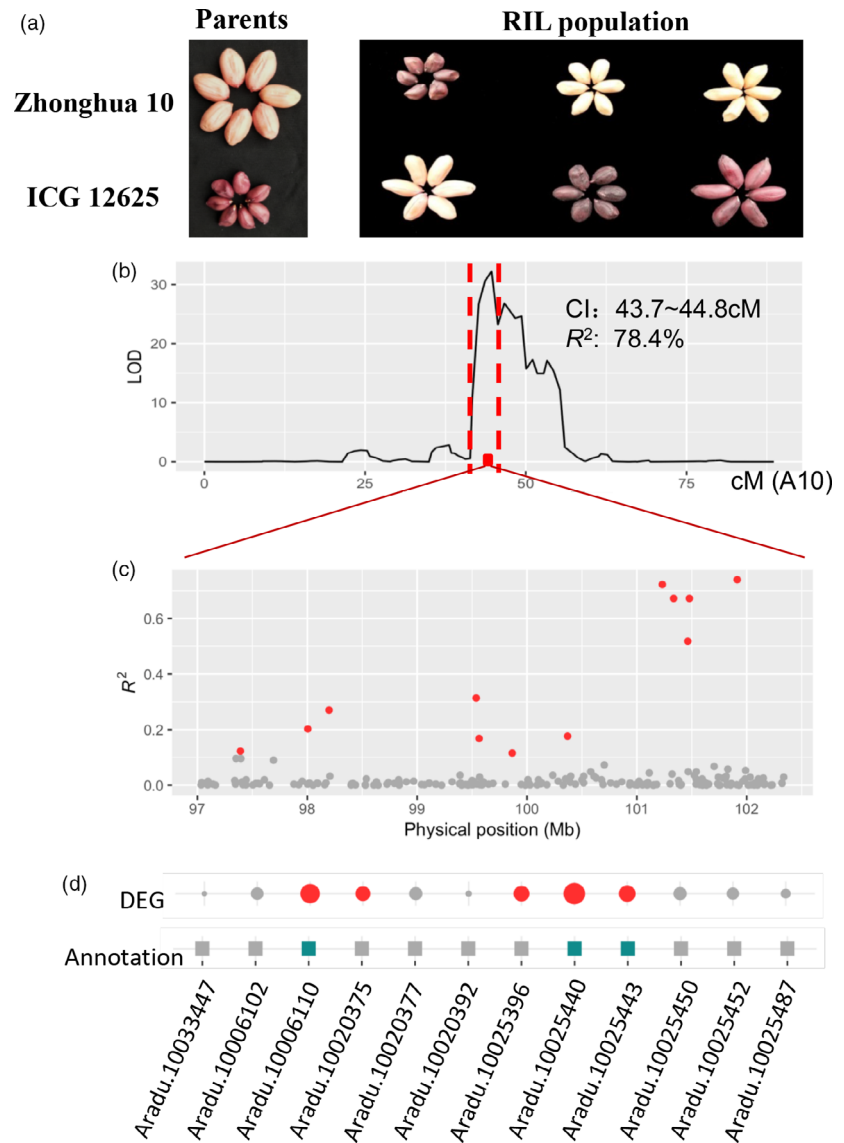 (a)
Parents
RIL population
Zhonghua 10
ICG 12625
(b)
30
20
10
0
LOD
CI: 43.7~44.8cM
R²: 78.4%
0
25
50
75
cM (A10)
(c)
0.6
0.4
0.2
0.0
R²
97
98
99
100
101
102
Physical position (Mb)
(d)
DEG
Annotation
Aradu.10033447
Aradu.10006102
Aradu.10006110
Aradu.10020375
Aradu.10020377
Aradu.10020392
Aradu.10025396
Aradu.10025440
Aradu.10025443
Aradu.10025450
Aradu.10025452
Aradu.10025487